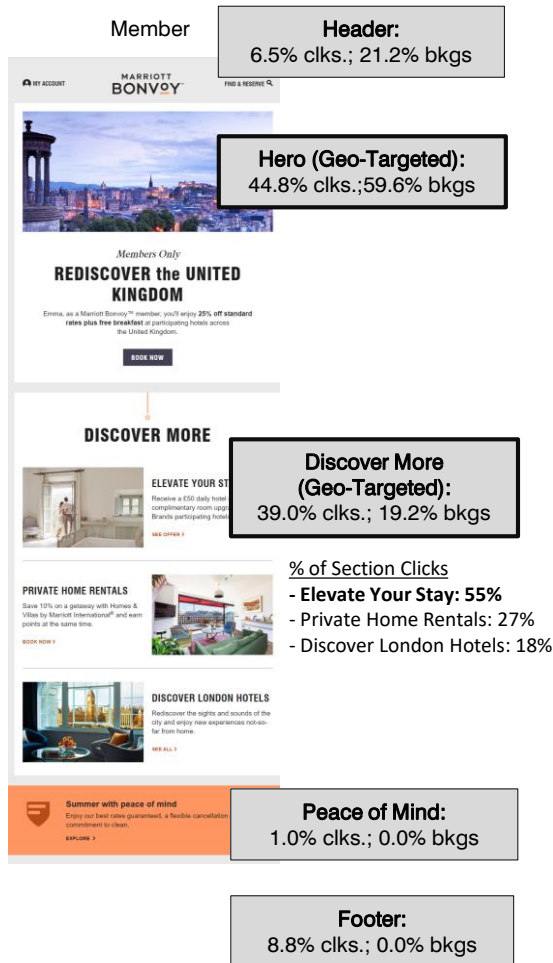 Member
Header:
6.5% clks.; 21.2% bkgs
MY ACCOUNT
MARRIOTT
BONVOY
FIND & RESERVE
Hero (Geo-Targeted):
44.8% clks.;59.6% bkgs
Members Only
REDISCOVER the UNITED
KINGDOM
Emma, as a Marriott Bonvoy™ member, you'll enjoy 25% off standard
rates plus free breakfast at participating hotels across
the United Kingdom.
BOOK NOW
DISCOVER MORE
Discover More
(Geo-Targeted):
39.0% clks.; 19.2% bkgs
ELEVATE YOUR ST
Receive a £50 daily hotel
complimentary room upgr
Brands participating hotels
SEE OFFER >
% of Section Clicks
- Elevate Your Stay: 55%
- Private Home Rentals: 27%
- Discover London Hotels: 18%
PRIVATE HOME RENTALS
Save 10% on a getaway with Homes &
Villas by Marriott International® and earn
points at the same time.
BOOK NOW >
DISCOVER LONDON HOTELS
Rediscover the sights and sounds of the
city and enjoy new experiences not-so-
far from home.
SEE ALL >
Summer with peace of mind
Enjoy our best rates guaranteed, a flexible cancellation
commitment to clean.
EXPLORE >
Peace of Mind:
1.0% clks.; 0.0% bkgs
Footer:
8.8% clks.; 0.0% bkgs